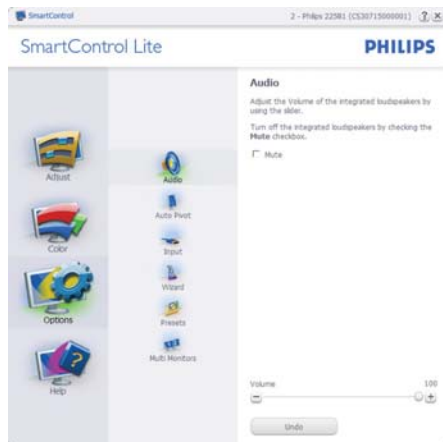 SmartControl
2 - Philips 225B1 (CS30715000001)
SmartControl Lite
PHILIPS
Adjust
Color
Options
Help
Audio
Auto Pivot
Input
Wizard
Presets
Multi Monitors
Audio
Adjust the Volume of the integrated loudspeakers by
using the slider.
Turn off the integrated loudspeakers by checking the
Mute checkbox.
Mute
Volume 100
Undo